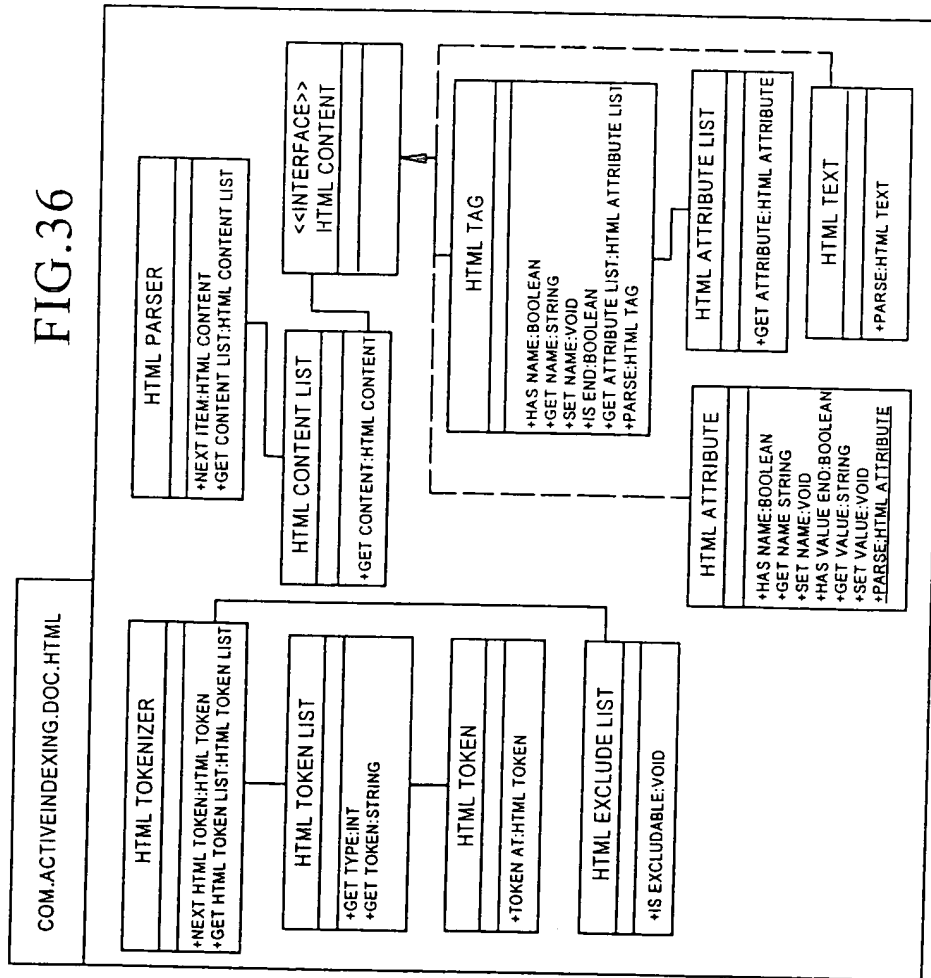 FIG.36
COM.ACTIVEINDEXING.DOC.HTML
HTML TOKENIZER
+NEXT HTML TOKEN:HTML TOKEN
+GET HTML TOKEN LIST:HTML TOKEN LIST
HTML TOKEN LIST
+GET TYPE:INT
+GET TOKEN:STRING
HTML TOKEN
+TOKEN AT:HTML TOKEN
HTML EXCLUDE LIST
+IS EXCLUDABLE:VOID
HTML PARSER
+NEXT ITEM:HTML CONTENT
+GET CONTENT LIST:HTML CONTENT LIST
HTML CONTENT LIST
+GET CONTENT:HTML CONTENT
<<INTERFACE>>
HTML CONTENT
HTML TAG
+HAS NAME:BOOLEAN
+GET NAME:STRING
+SET NAME:VOID
+IS END:BOOLEAN
+GET ATTRIBUTE LIST:HTML ATTRIBUTE LIST
+PARSE:HTML TAG
HTML ATTRIBUTE
+HAS NAME:BOOLEAN
+GET NAME STRING
+SET NAME:VOID
+HAS VALUE END:BOOLEAN
+GET VALUE:STRING
+SET VALUE:VOID
+PARSE:HTML ATTRIBUTE
HTML ATTRIBUTE LIST
+GET ATTRIBUTE:HTML ATTRIBUTE
HTML TEXT
+PARSE:HTML TEXT